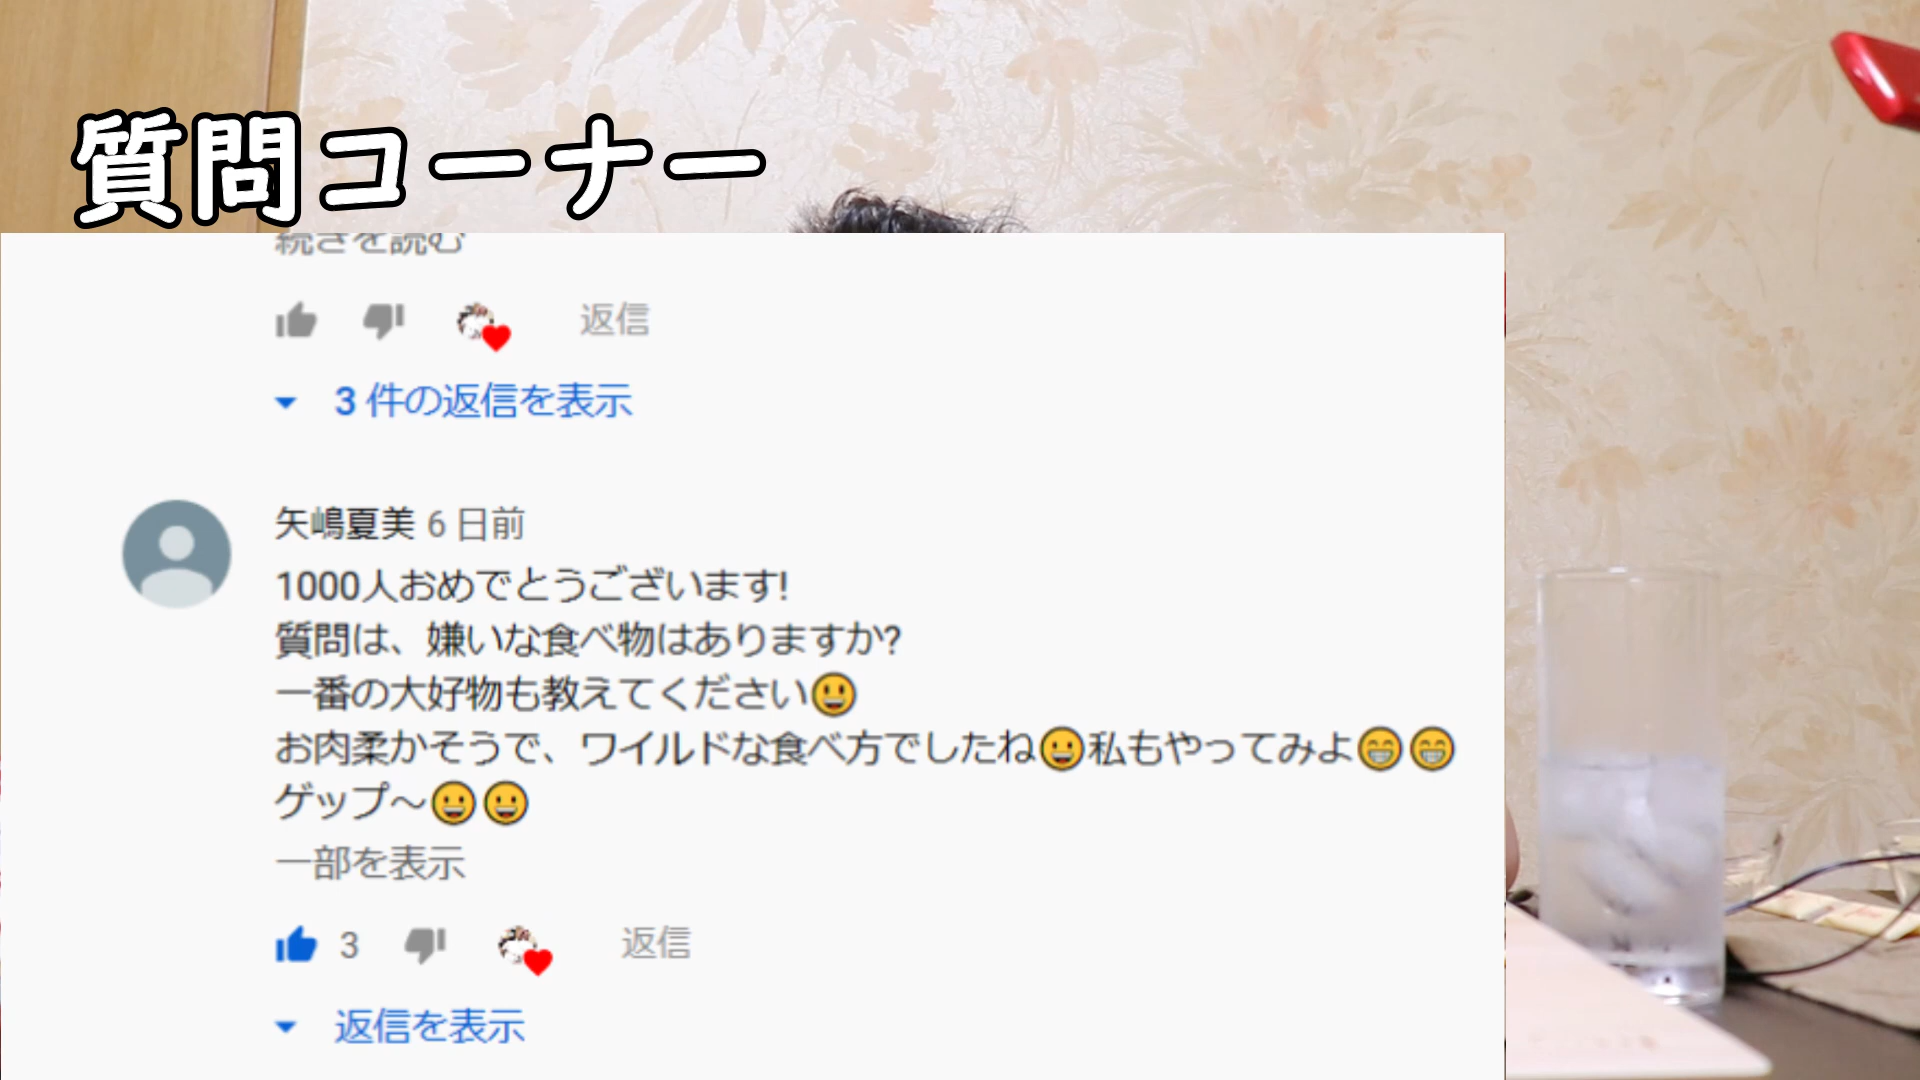 質問コーナー
続きを読む
返信
3 件の返信を表示
矢嶋夏美 6 日前
1000人おめでとうございます!
質問は、嫌いな食べ物はありますか?
一番の大好物も教えてください😀
お肉柔かそうで、ワイルドな食べ方でしたね😀私もやってみよ😁😁
ゲップ～😀😀
一部を表示
3 返信
返信を表示